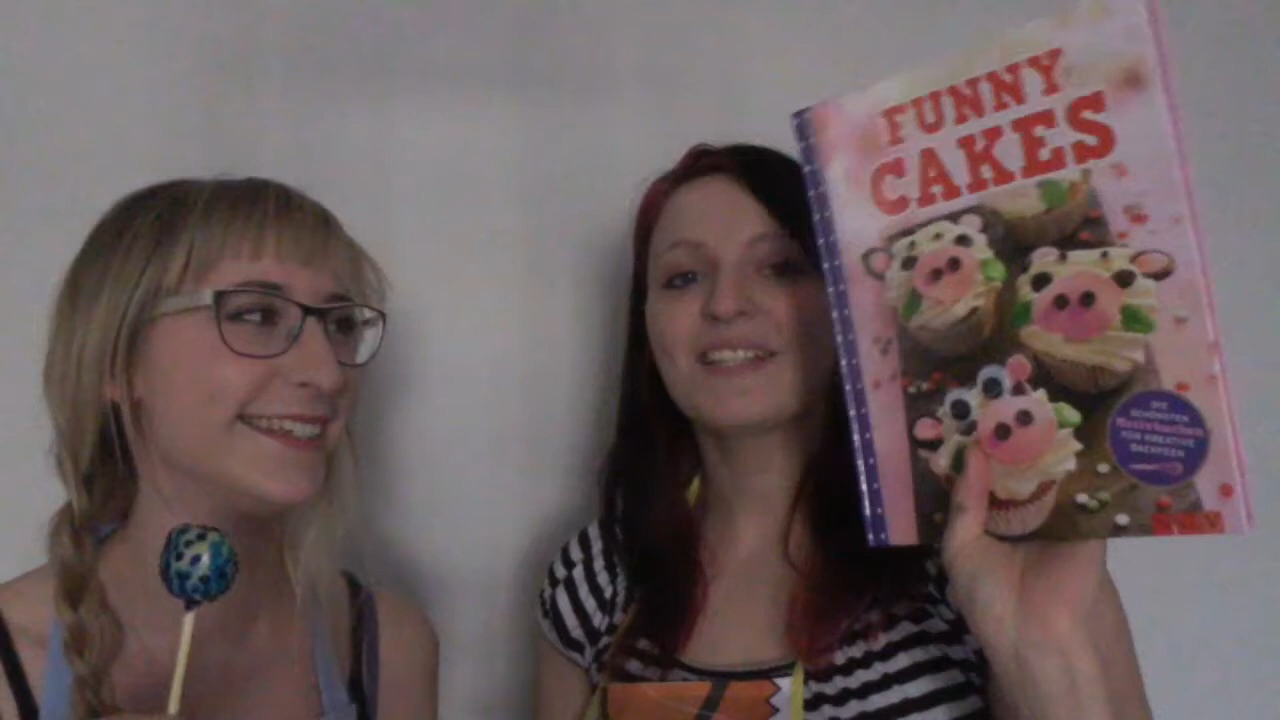 FUNNY
CAKES
DIE
SCHÖNSTEN
Motivkuchen
FÜR KREATIVE
BACKFEEN